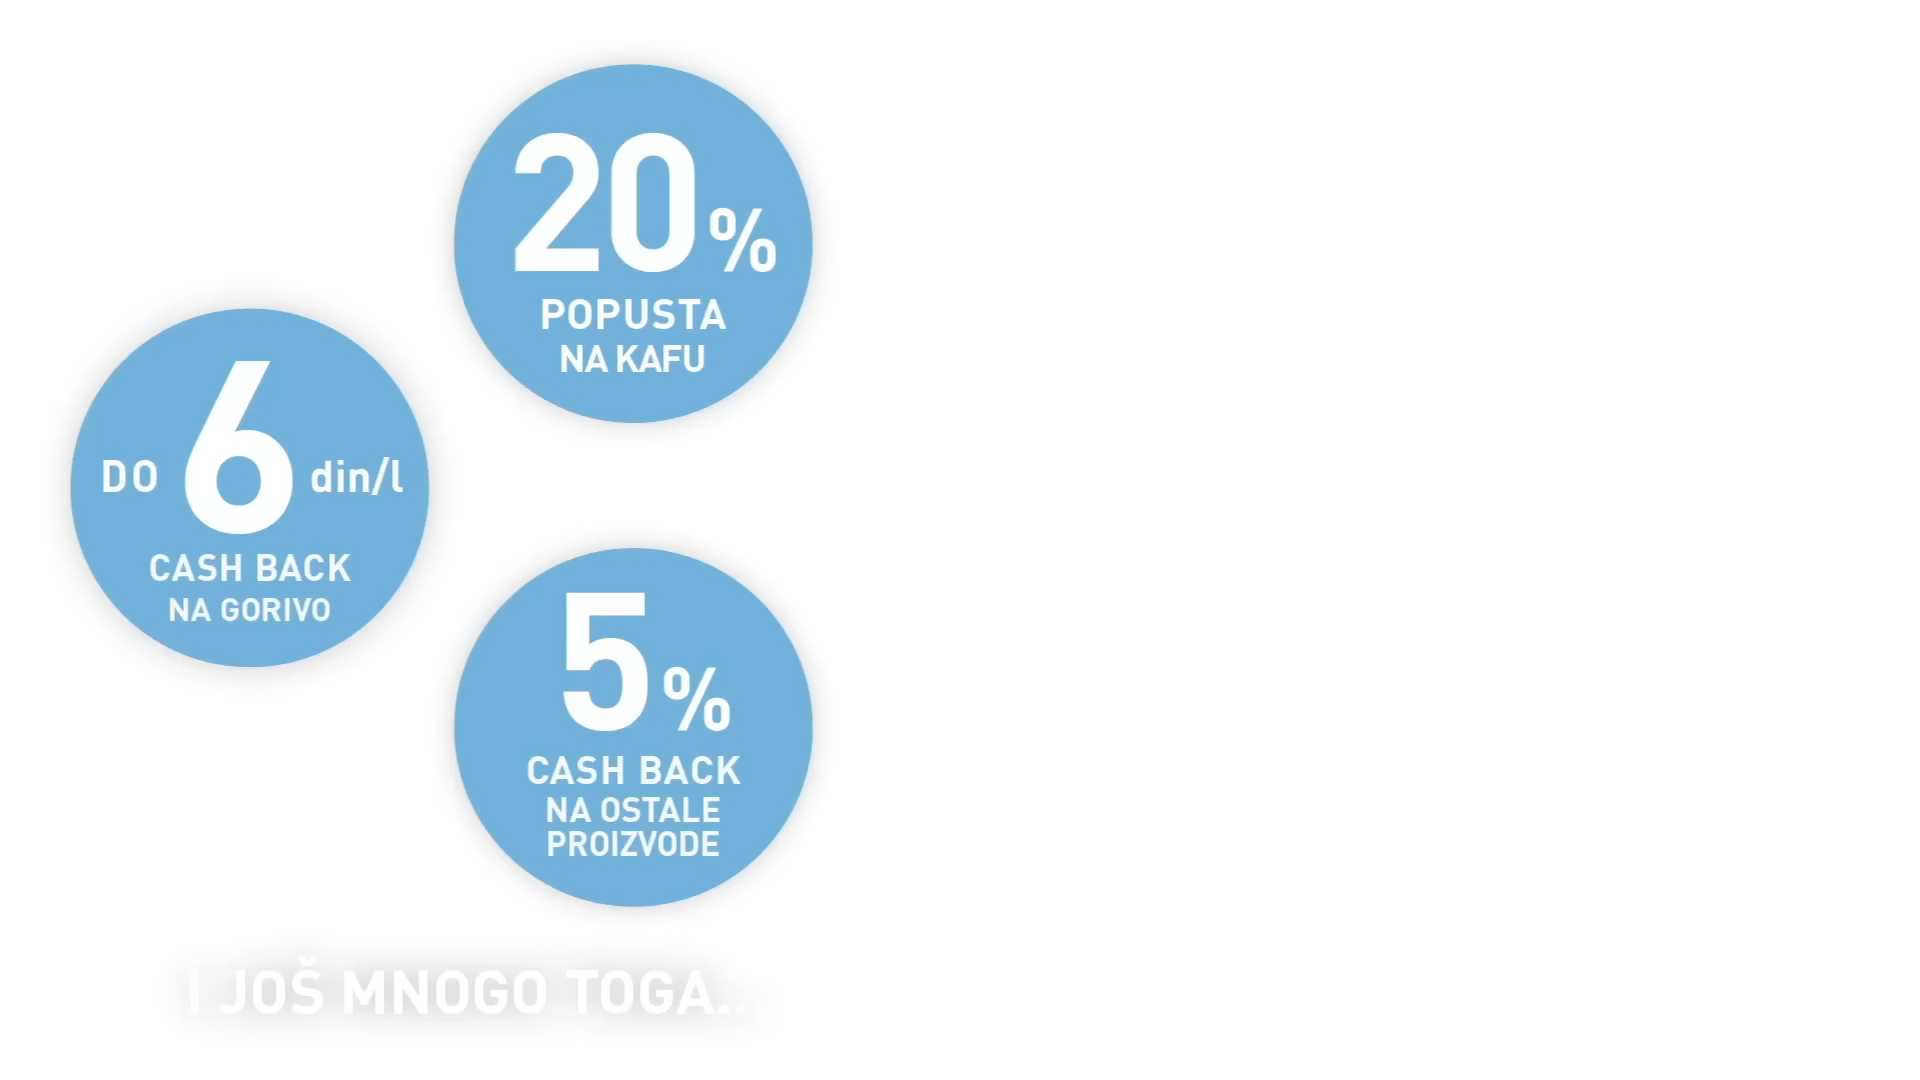 20%
POPUSTA
NA KAFU
DO 6 din/l
CASH BACK
NA GORIVO
5%
CASH BACK
NA OSTALE
PROIZVODE
I JOŠ MNOGO TOGA...